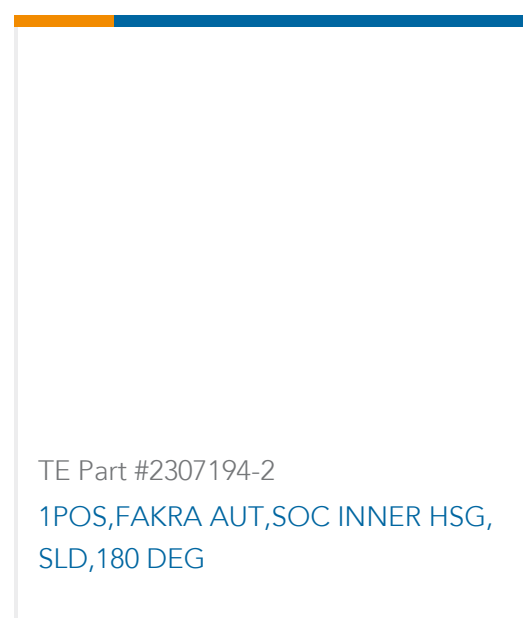 TE Part #2307194-2
1POS,FAKRA AUT,SOC INNER HSG,
SLD,180 DEG